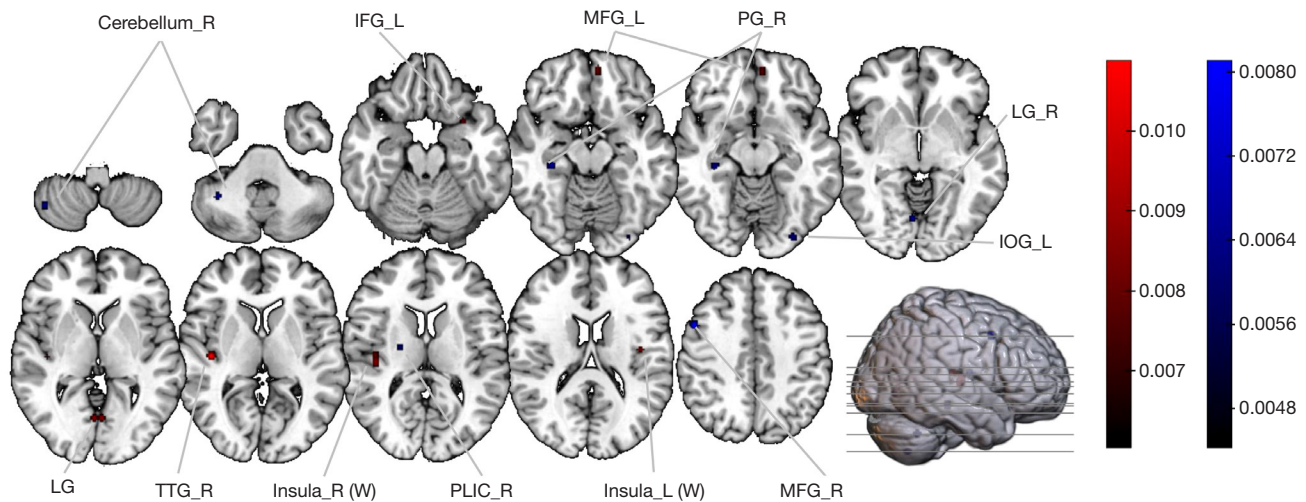 Cerebellum_R
IFG_L
MFG_L
PG_R
LG_R
IOG_L
LG
TTG_R
Insula_R (W)
PLIC_R
Insula_L (W)
MFG_R
0.010
0.009
0.008
0.007
0.0080
0.0072
0.0064
0.0056
0.0048